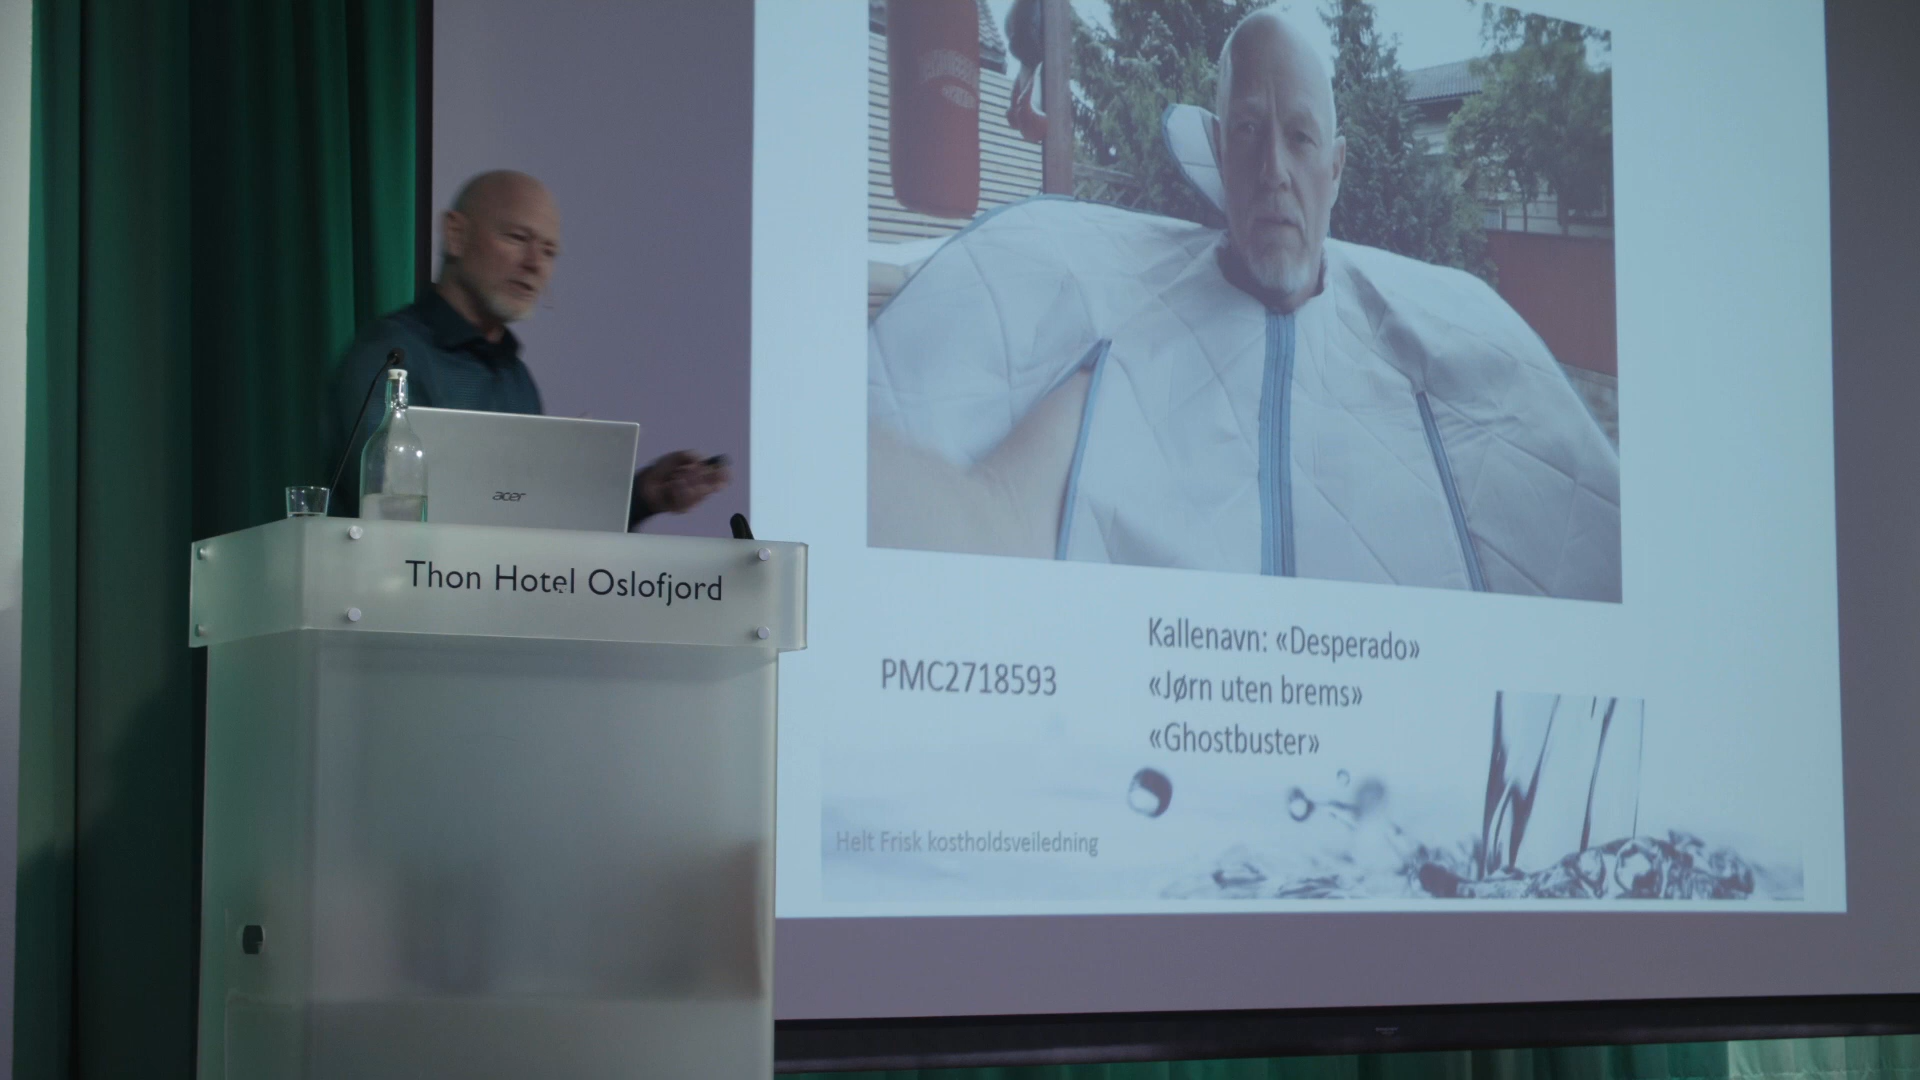 acer
Thon Hotel Oslofjord
PMC2718593
Kallenavn: «Desperado»
«Jørn uten brems»
«Ghostbuster»
Helt Frisk kostholdsveiledning